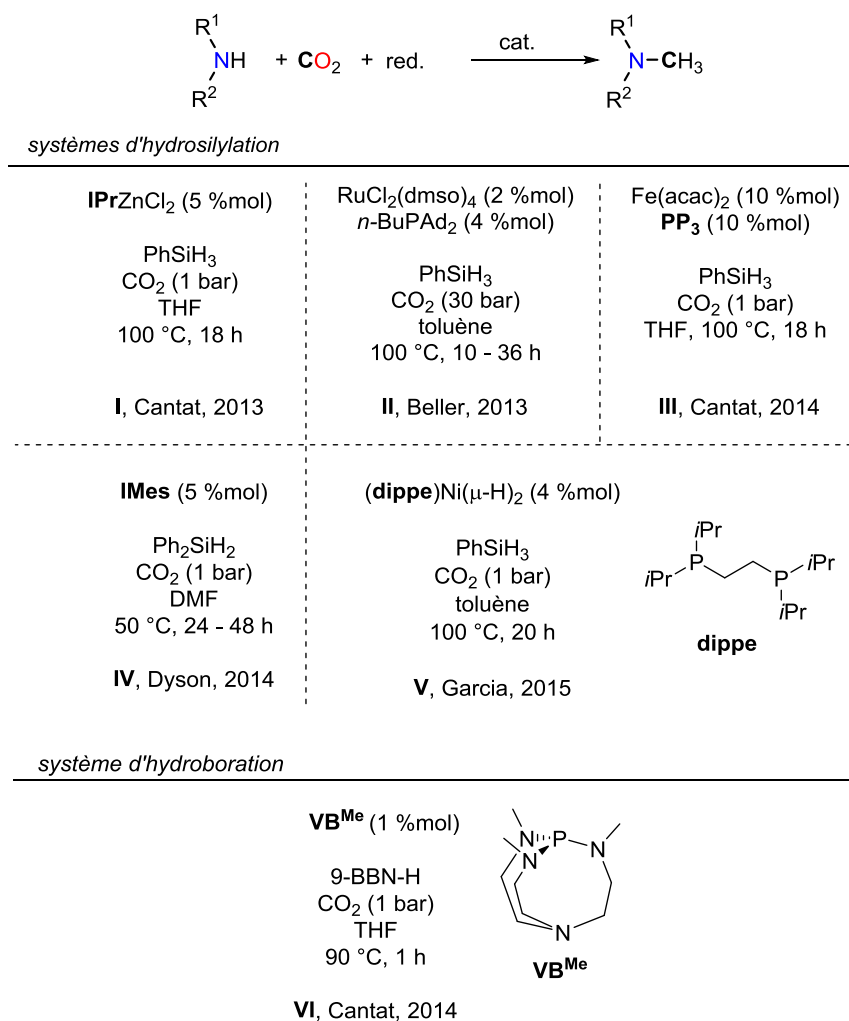 R¹
NH + CO₂ + red. cat. N–CH₃
R²
R¹
R²
systèmes d'hydrosilylation
IPrZnCl₂ (5 %mol)
PhSiH₃
CO₂ (1 bar)
THF
100 °C, 18 h
I, Cantat, 2013
RuCl₂(dmso)₄ (2 %mol)
n-BuPAd₂ (4 %mol)
PhSiH₃
CO₂ (30 bar)
toluène
100 °C, 10 - 36 h
II, Beller, 2013
Fe(acac)₂ (10 %mol)
PP₃ (10 %mol)
PhSiH₃
CO₂ (1 bar)
THF, 100 °C, 18 h
III, Cantat, 2014
IMes (5 %mol)
Ph₂SiH₂
CO₂ (1 bar)
DMF
50 °C, 24 - 48 h
IV, Dyson, 2014
(dippe)Ni(μ-H)₂ (4 %mol)
PhSiH₃
CO₂ (1 bar)
toluène
100 °C, 20 h
V, Garcia, 2015
iPr
iPr
P
P
iPr
iPr
dippe
système d'hydroboration
VBᴹᵉ (1 %mol)
9-BBN-H
CO₂ (1 bar)
THF
90 °C, 1 h
VI, Cantat, 2014
N
P
N
N
N
VBᴹᵉ